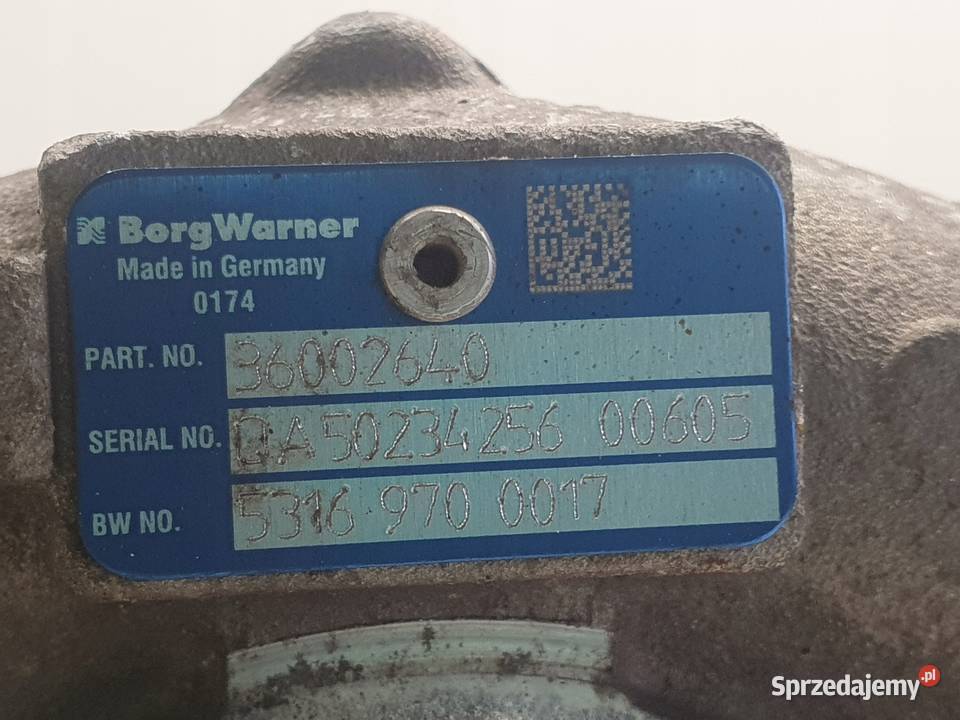 BorgWarner
Made in Germany
0174
PART. NO. 36002640
SERIAL NO. QA50234256 00605
BW NO. 5316 970 0017
Sprzedajemy.pl